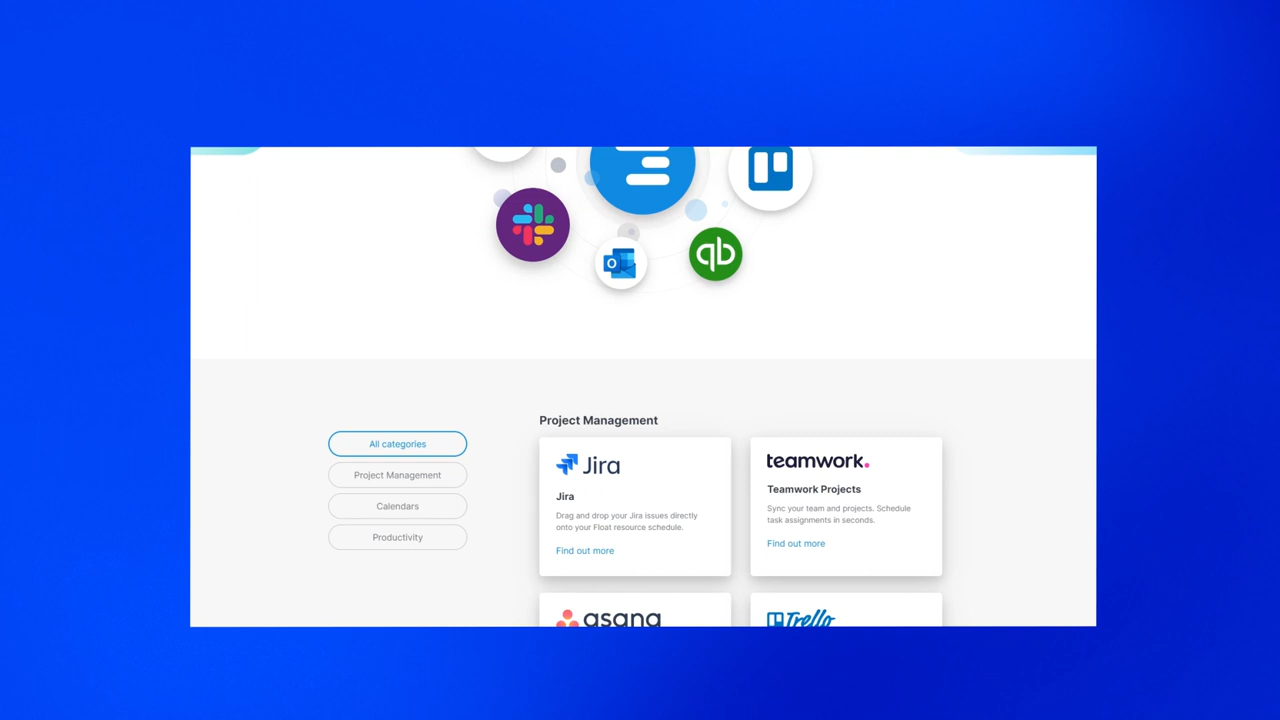 qb
Project Management
All categories
Project Management
Calendars
Productivity
Jira
Jira
Drag and drop your Jira issues directly
onto your Float resource schedule.
Find out more
teamwork.
Teamwork Projects
Sync your team and projects. Schedule
task assignments in seconds.
Find out more
asana
Trello